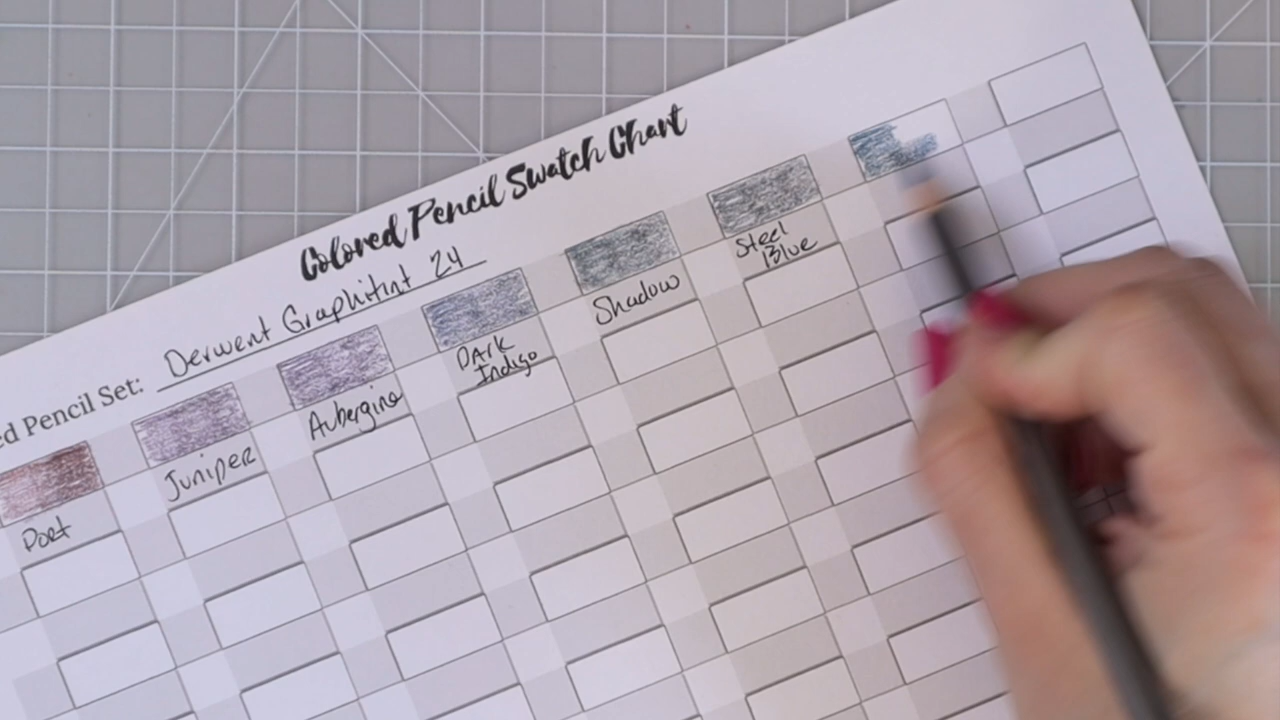 Colored Pencil Swatch Chart
ed Pencil Set: Derwent Graphitint 24
Port
Juniper
Aubergine
Dark
Indigo
Shadow
Steel
Blue